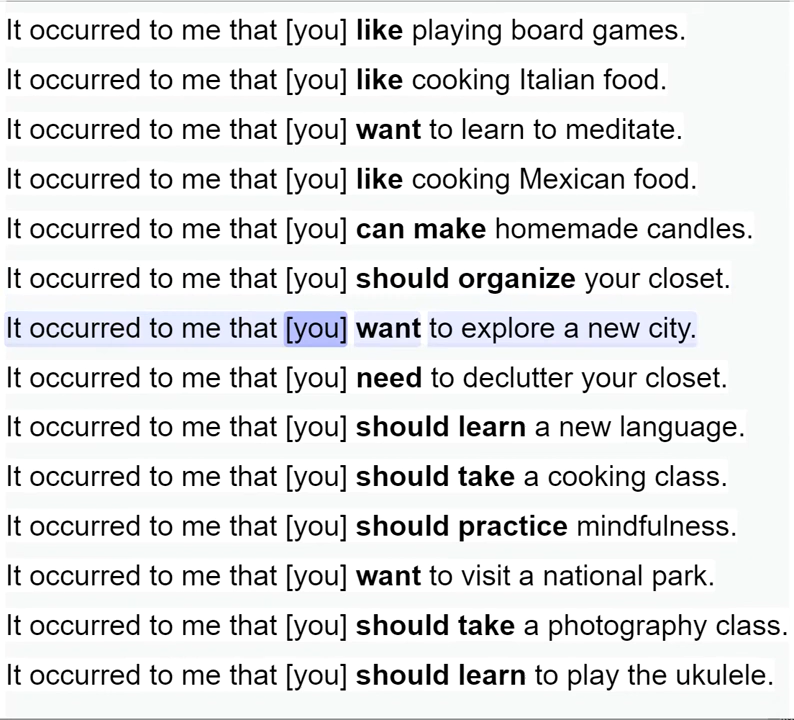 It occurred to me that [you] like playing board games.
It occurred to me that [you] like cooking Italian food.
It occurred to me that [you] want to learn to meditate.
It occurred to me that [you] like cooking Mexican food.
It occurred to me that [you] can make homemade candles.
It occurred to me that [you] should organize your closet.
It occurred to me that [you] want to explore a new city.
It occurred to me that [you] need to declutter your closet.
It occurred to me that [you] should learn a new language.
It occurred to me that [you] should take a cooking class.
It occurred to me that [you] should practice mindfulness.
It occurred to me that [you] want to visit a national park.
It occurred to me that [you] should take a photography class.
It occurred to me that [you] should learn to play the ukulele.